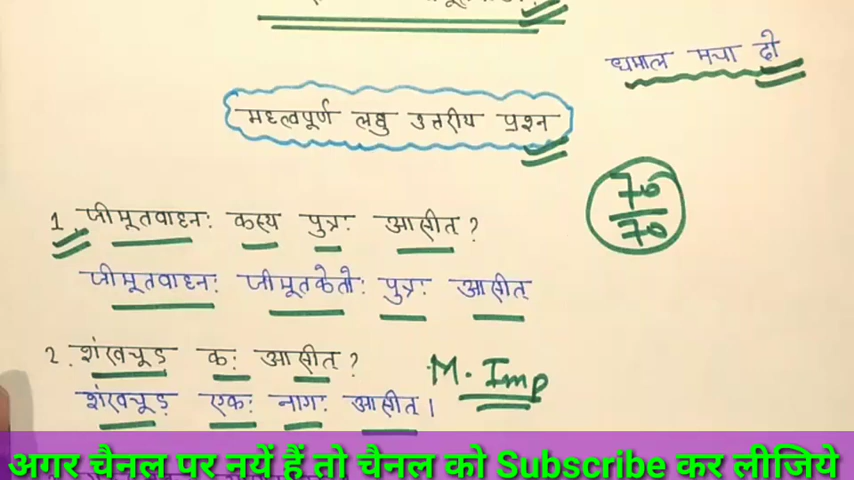 धमाल मचा दो
महत्वपूर्ण लघु उत्तरीय प्रश्न
70
70
1. जीमूतवाहनः कस्य पुत्रः आसीत् ?
जीमूतवाहनः जीमूतकेतोः पुत्रः आसीत्
2. शंखचूड कः आसीत् ?
M. Imp
शंखचूड़ एकः नागः आसीत् ।
अगर चैनल पर नयें हैं तो चैनल को Subscribe कर लीजिये